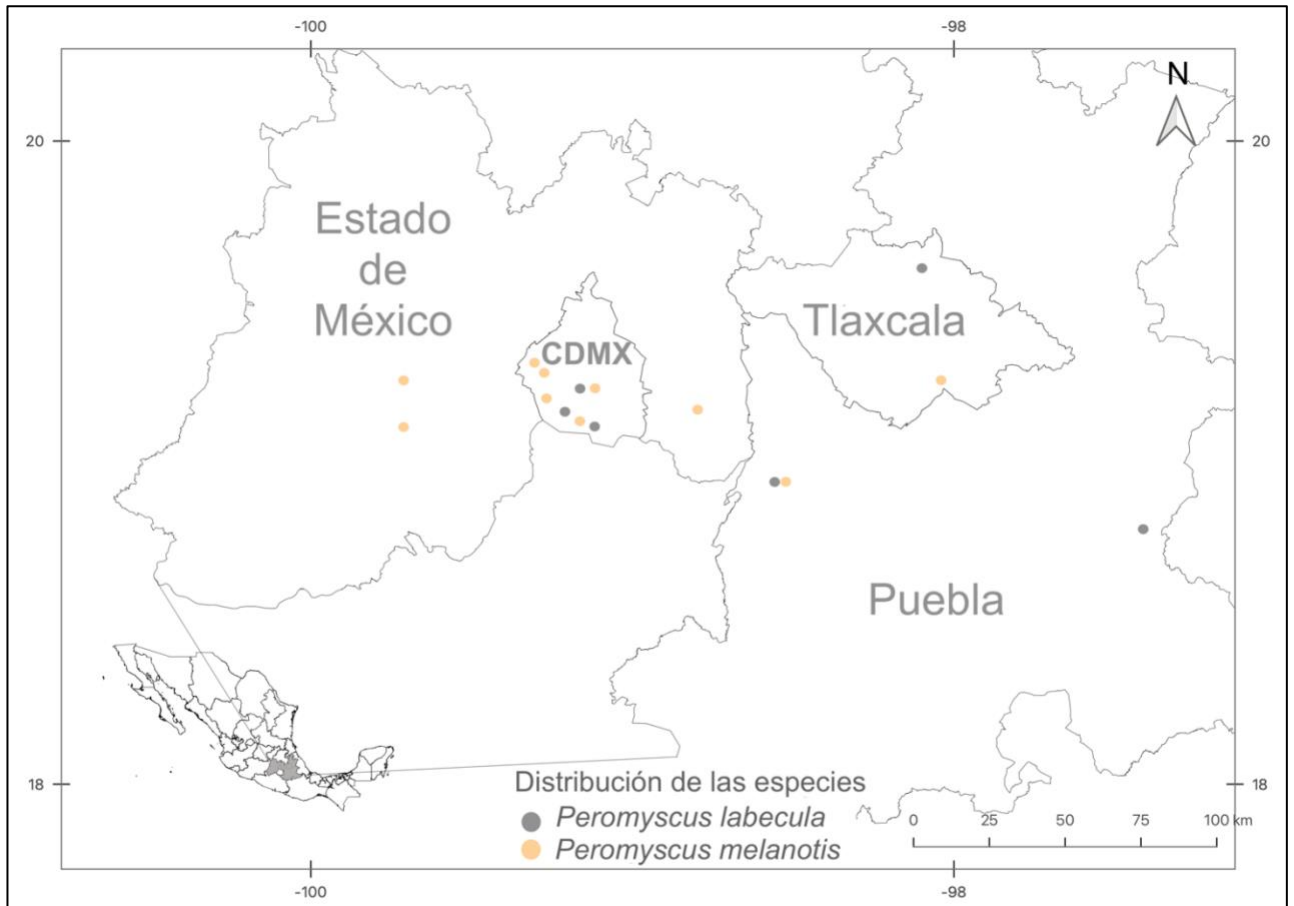 -100 -98
N
20 20
Estado
de
México
Tlaxcala
CDMX
Puebla
Distribución de las especies
18 18
Peromyscus labecula
Peromyscus melanotis
0 25 50 75 100 km
-100 -98